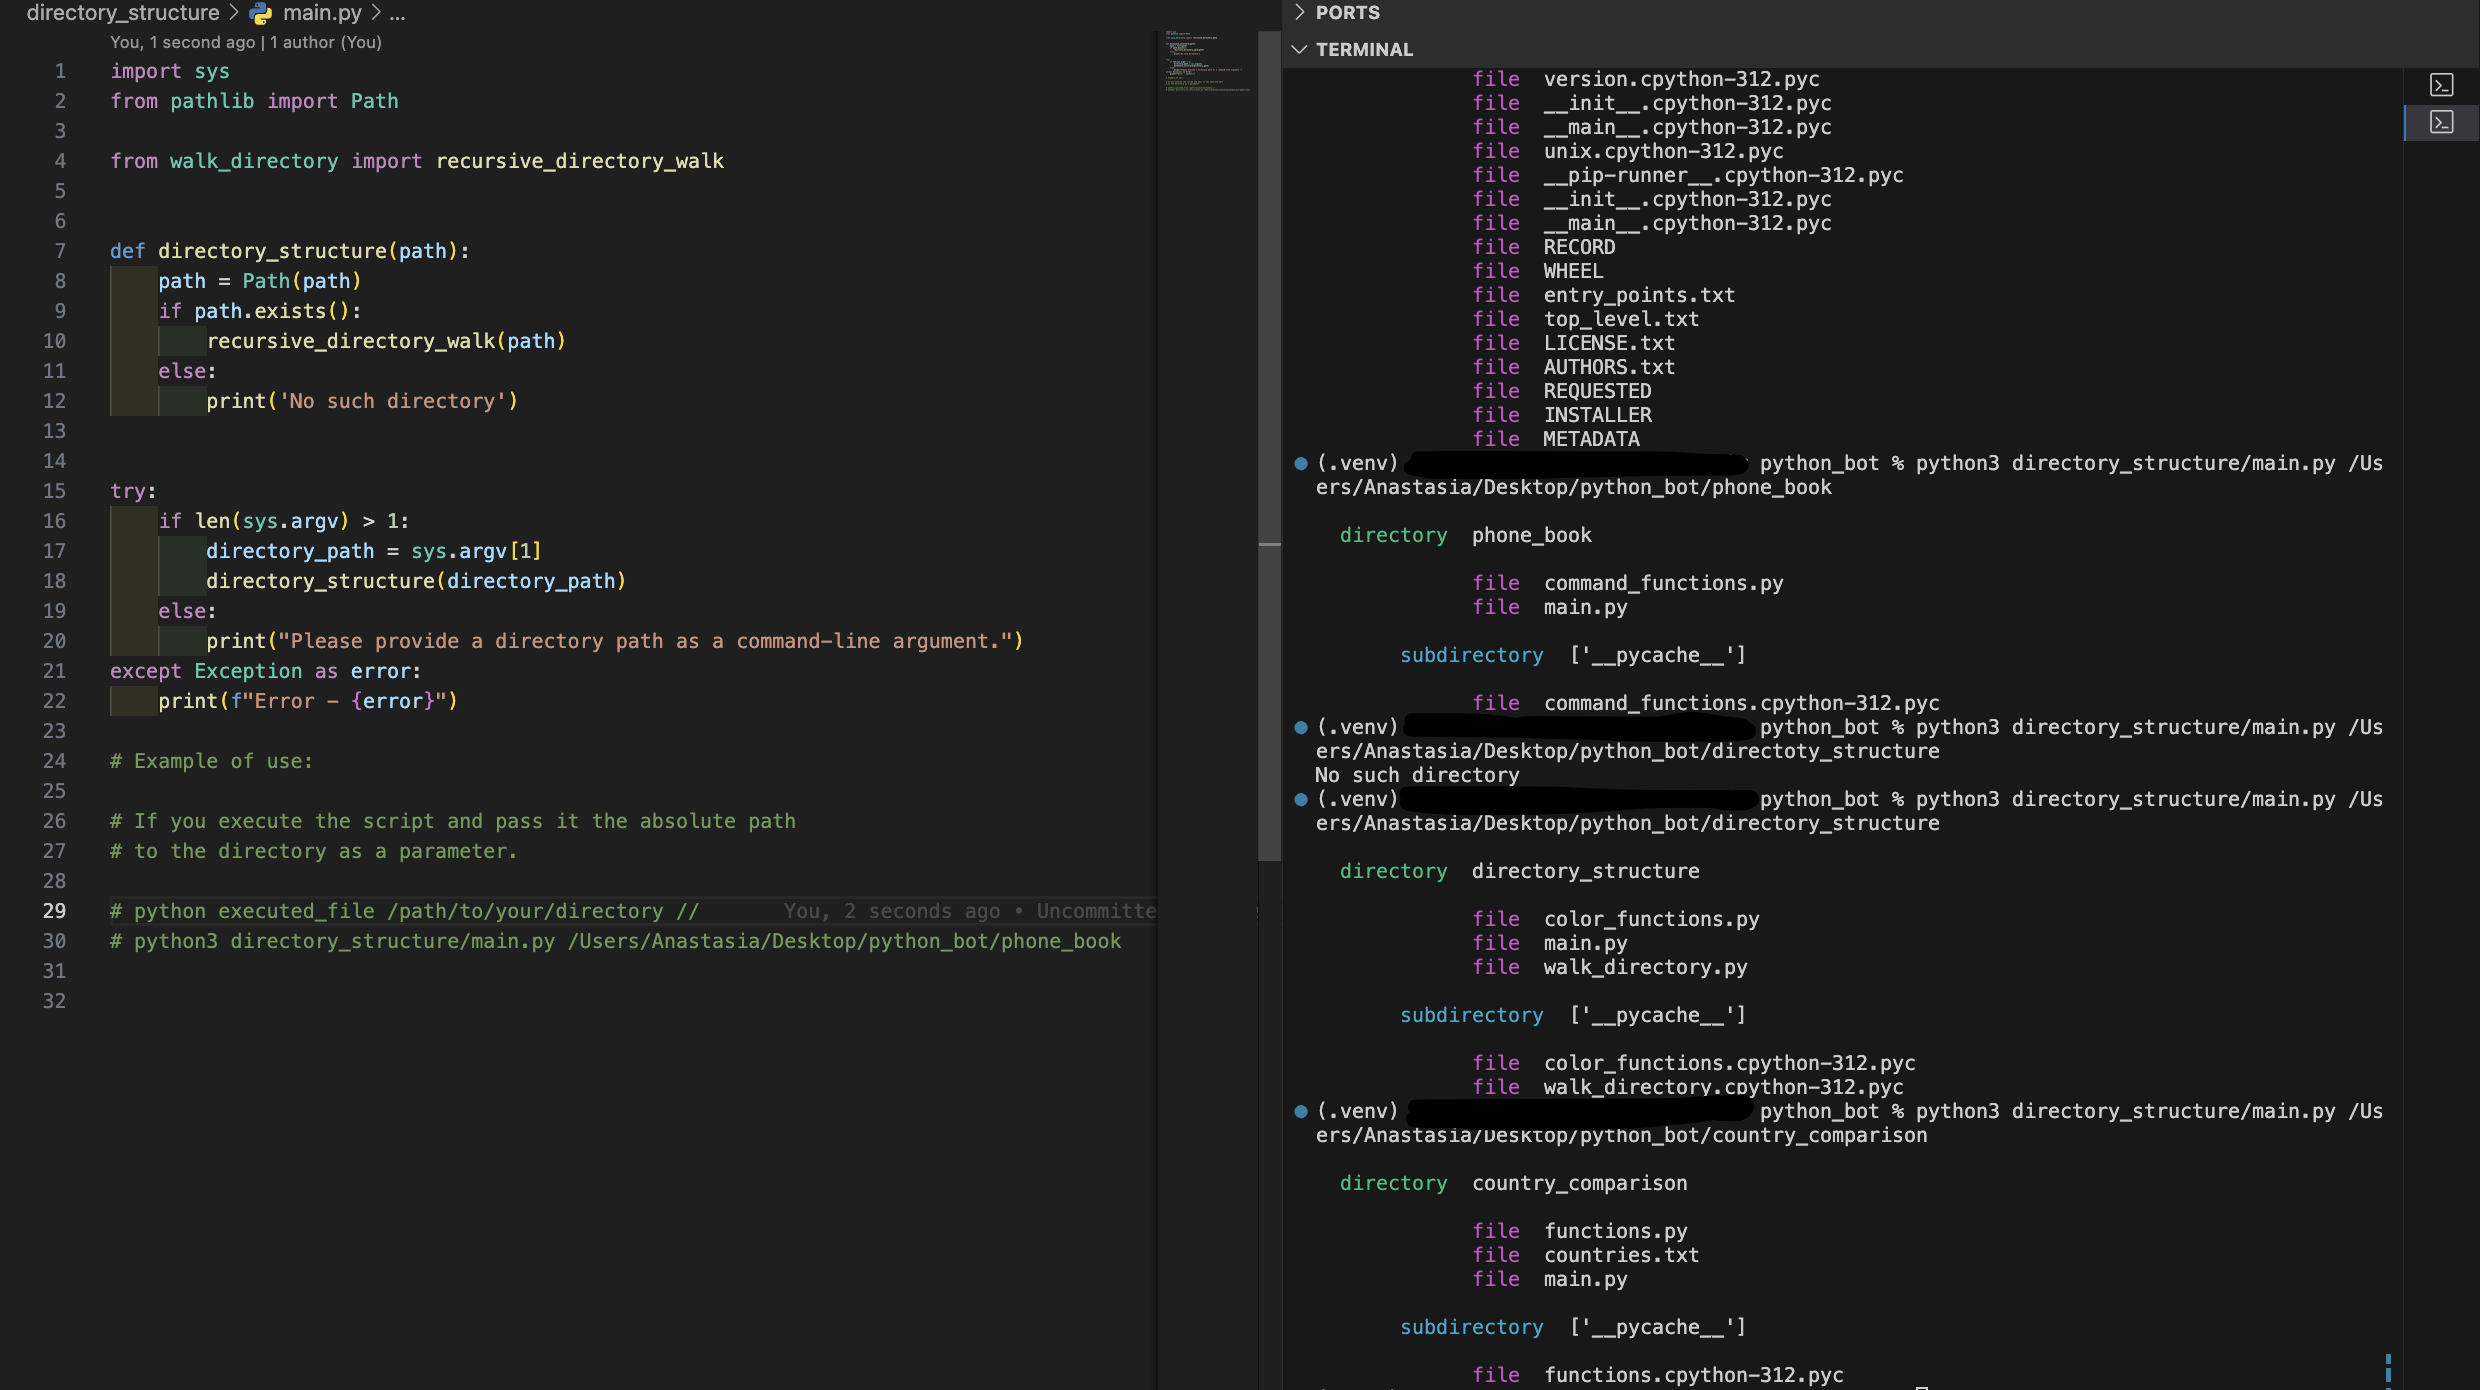 directory_structure > main.py > ...
You, 1 second ago | 1 author (You)
1 import sys
2 from pathlib import Path
3
4 from walk_directory import recursive_directory_walk
5
6
7 def directory_structure(path):
8 path = Path(path)
9 if path.exists():
10 recursive_directory_walk(path)
11 else:
12 print('No such directory')
13
14
15 try:
16 if len(sys.argv) > 1:
17 directory_path = sys.argv[1]
18 directory_structure(directory_path)
19 else:
20 print("Please provide a directory path as a command-line argument.")
21 except Exception as error:
22 print(f"Error - {error}")
23
24 # Example of use:
25
26 # If you execute the script and pass it the absolute path
27 # to the directory as a parameter.
28
29 # python executed_file /path/to/your/directory // You, 2 seconds ago • Uncommitte
30 # python3 directory_structure/main.py /Users/Anastasia/Desktop/python_bot/phone_book
31
32
PORTS
TERMINAL
file version.cpython-312.pyc
file __init__.cpython-312.pyc
file __main__.cpython-312.pyc
file unix.cpython-312.pyc
file __pip-runner__.cpython-312.pyc
file __init__.cpython-312.pyc
file __main__.cpython-312.pyc
file RECORD
file WHEEL
file entry_points.txt
file top_level.txt
file LICENSE.txt
file AUTHORS.txt
file REQUESTED
file INSTALLER
file METADATA
(.venv) python_bot % python3 directory_structure/main.py /Us
ers/Anastasia/Desktop/python_bot/phone_book
directory phone_book
file command_functions.py
file main.py
subdirectory ['__pycache__']
file command_functions.cpython-312.pyc
(.venv) python_bot % python3 directory_structure/main.py /Us
ers/Anastasia/Desktop/python_bot/directoty_structure
No such directory
(.venv) python_bot % python3 directory_structure/main.py /Us
ers/Anastasia/Desktop/python_bot/directory_structure
directory directory_structure
file color_functions.py
file main.py
file walk_directory.py
subdirectory ['__pycache__']
file color_functions.cpython-312.pyc
file walk_directory.cpython-312.pyc
(.venv) python_bot % python3 directory_structure/main.py /Us
ers/Anastasia/Desktop/python_bot/country_comparison
directory country_comparison
file functions.py
file countries.txt
file main.py
subdirectory ['__pycache__']
file functions.cpython-312.pyc